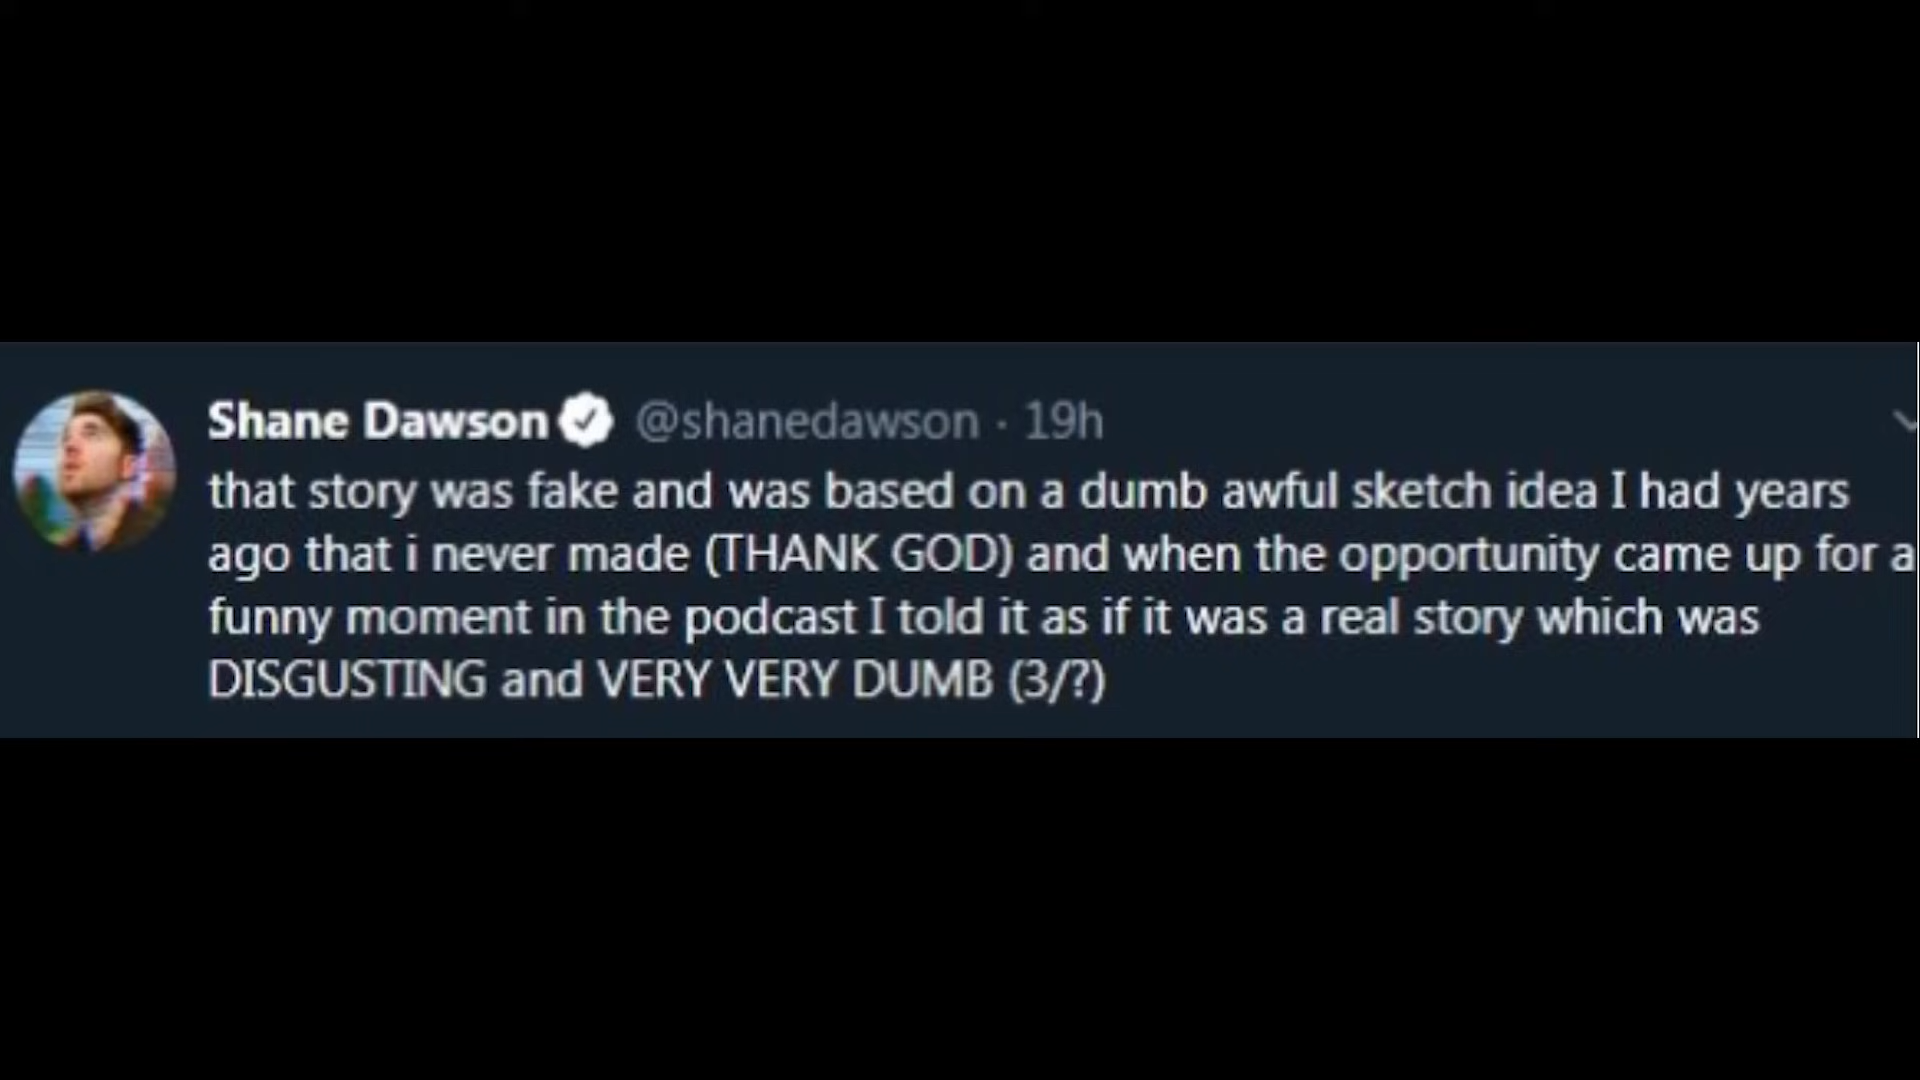 Shane Dawson @shanedawson · 19h
that story was fake and was based on a dumb awful sketch idea I had years
ago that i never made (THANK GOD) and when the opportunity came up for a
funny moment in the podcast I told it as if it was a real story which was
DISGUSTING and VERY VERY DUMB (3/?)